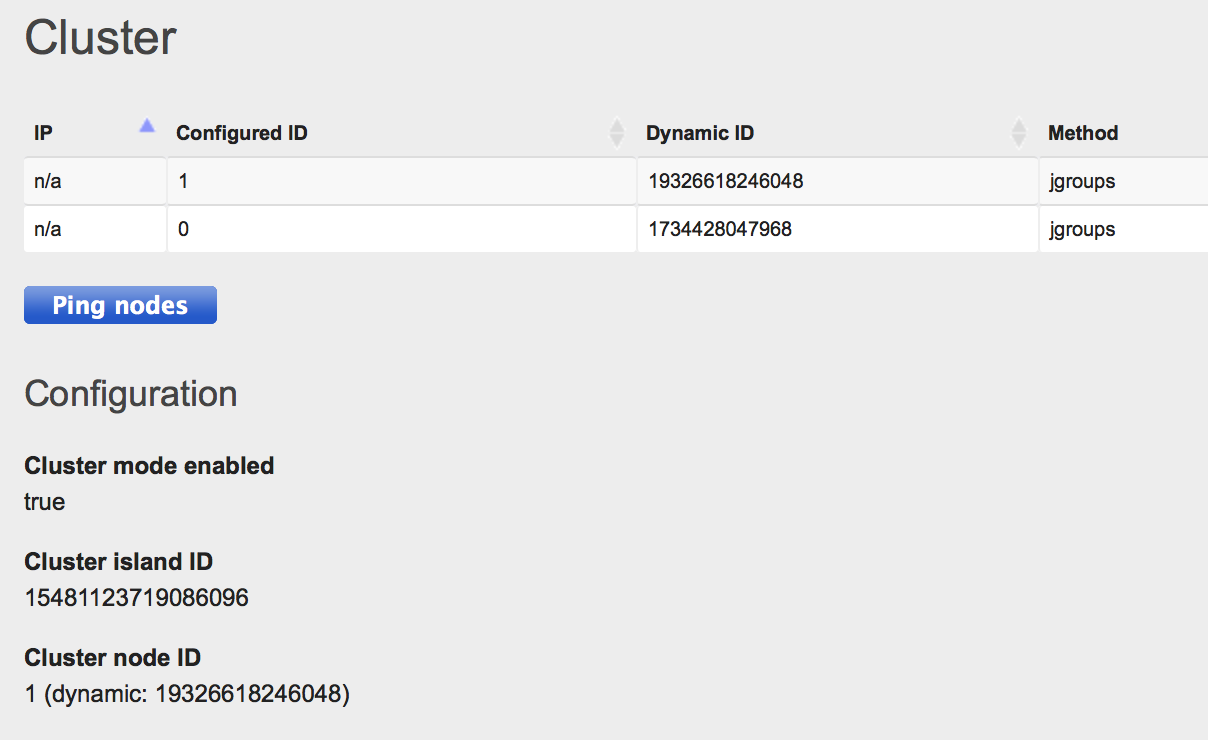 Cluster
IP Configured ID Dynamic ID Method
n/a 1 19326618246048 jgroups
n/a 0 1734428047968 jgroups
Ping nodes
Configuration
Cluster mode enabled
true
Cluster island ID
15481123719086096
Cluster node ID
1 (dynamic: 19326618246048)